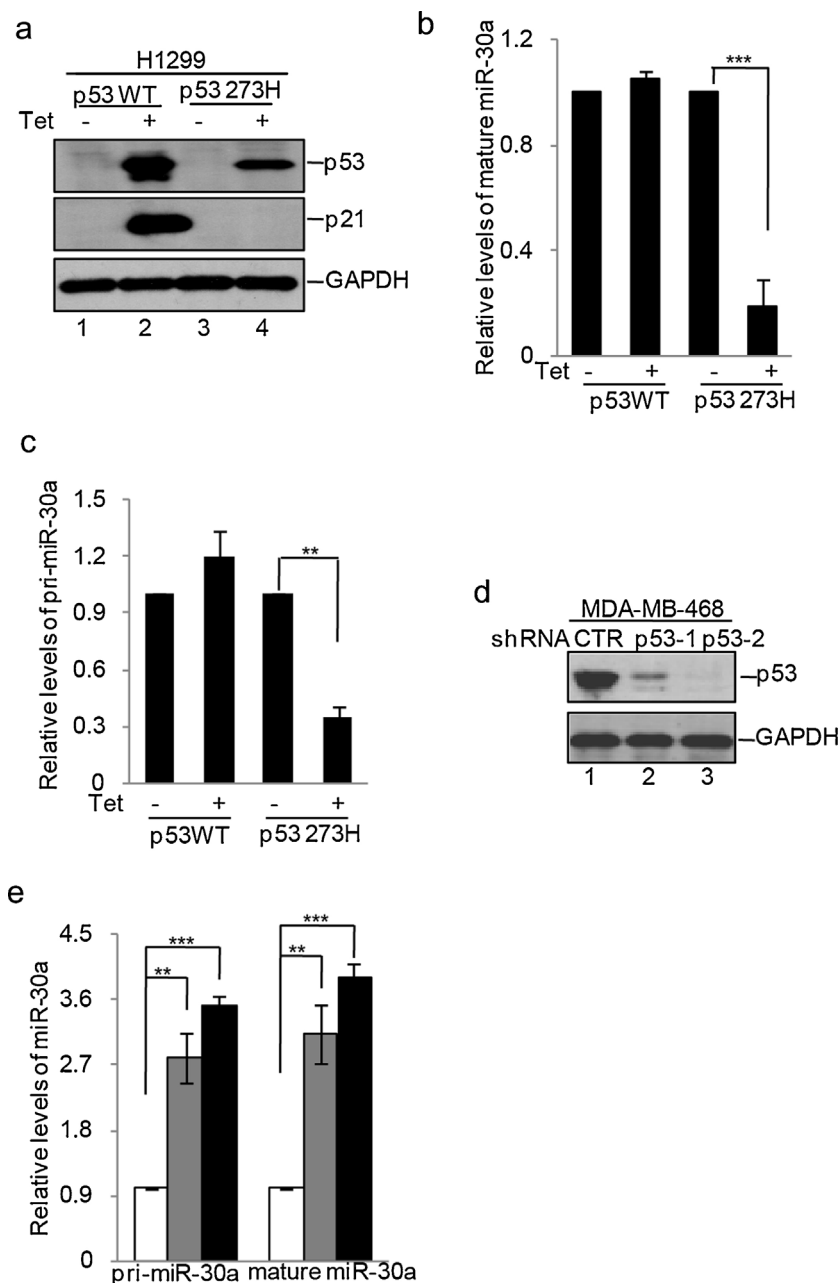 a
H1299
p53 WT p53 273H
Tet - + - +
p53
p21
GAPDH
1 2 3 4
b
Relative levels of mature miR-30a
1.2
0.8
0.4
0
***
Tet - + - +
p53WT p53 273H
c
Relative levels of pri-miR-30a
1.5
1.2
0.9
0.6
0.3
0
**
Tet - + - +
p53WT p53 273H
d
MDA-MB-468
shRNA CTR p53-1 p53-2
p53
GAPDH
1 2 3
e
Relative levels of miR-30a
4.5
3.6
2.7
1.8
0.9
0
*** ***
** **
pri-miR-30a mature miR-30a